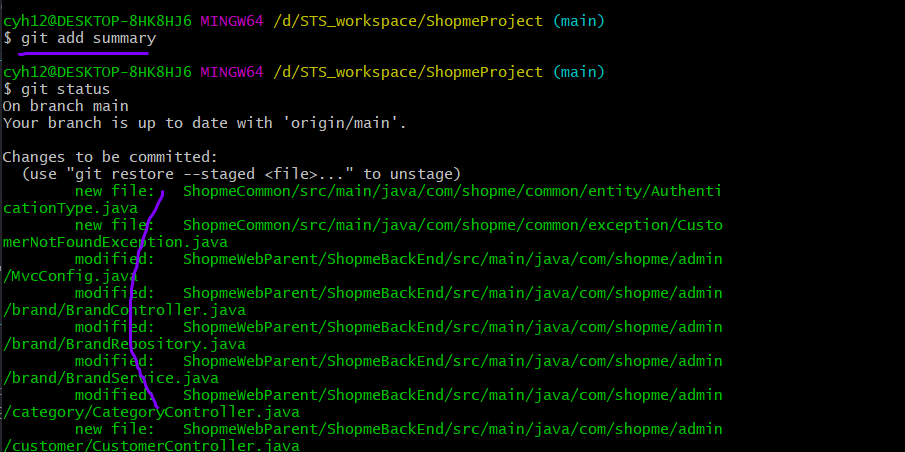 cyh12@DESKTOP-8HK8HJ6 MINGW64 /d/STS_workspace/ShopmeProject (main)
$ git add summary
cyh12@DESKTOP-8HK8HJ6 MINGW64 /d/STS_workspace/ShopmeProject (main)
$ git status
On branch main
Your branch is up to date with 'origin/main'.
Changes to be committed:
  (use "git restore --staged <file>..." to unstage)
        new file:   ShopmeCommon/src/main/java/com/shopme/common/entity/Authenti
cationType.java
        new file:   ShopmeCommon/src/main/java/com/shopme/common/exception/Custo
merNotFoundException.java
        modified:   ShopmeWebParent/ShopmeBackEnd/src/main/java/com/shopme/admin
/MvcConfig.java
        modified:   ShopmeWebParent/ShopmeBackEnd/src/main/java/com/shopme/admin
/brand/BrandController.java
        modified:   ShopmeWebParent/ShopmeBackEnd/src/main/java/com/shopme/admin
/brand/BrandRepository.java
        modified:   ShopmeWebParent/ShopmeBackEnd/src/main/java/com/shopme/admin
/brand/BrandService.java
        modified:   ShopmeWebParent/ShopmeBackEnd/src/main/java/com/shopme/admin
/category/CategoryController.java
        new file:   ShopmeWebParent/ShopmeBackEnd/src/main/java/com/shopme/admin
/customer/CustomerController.java